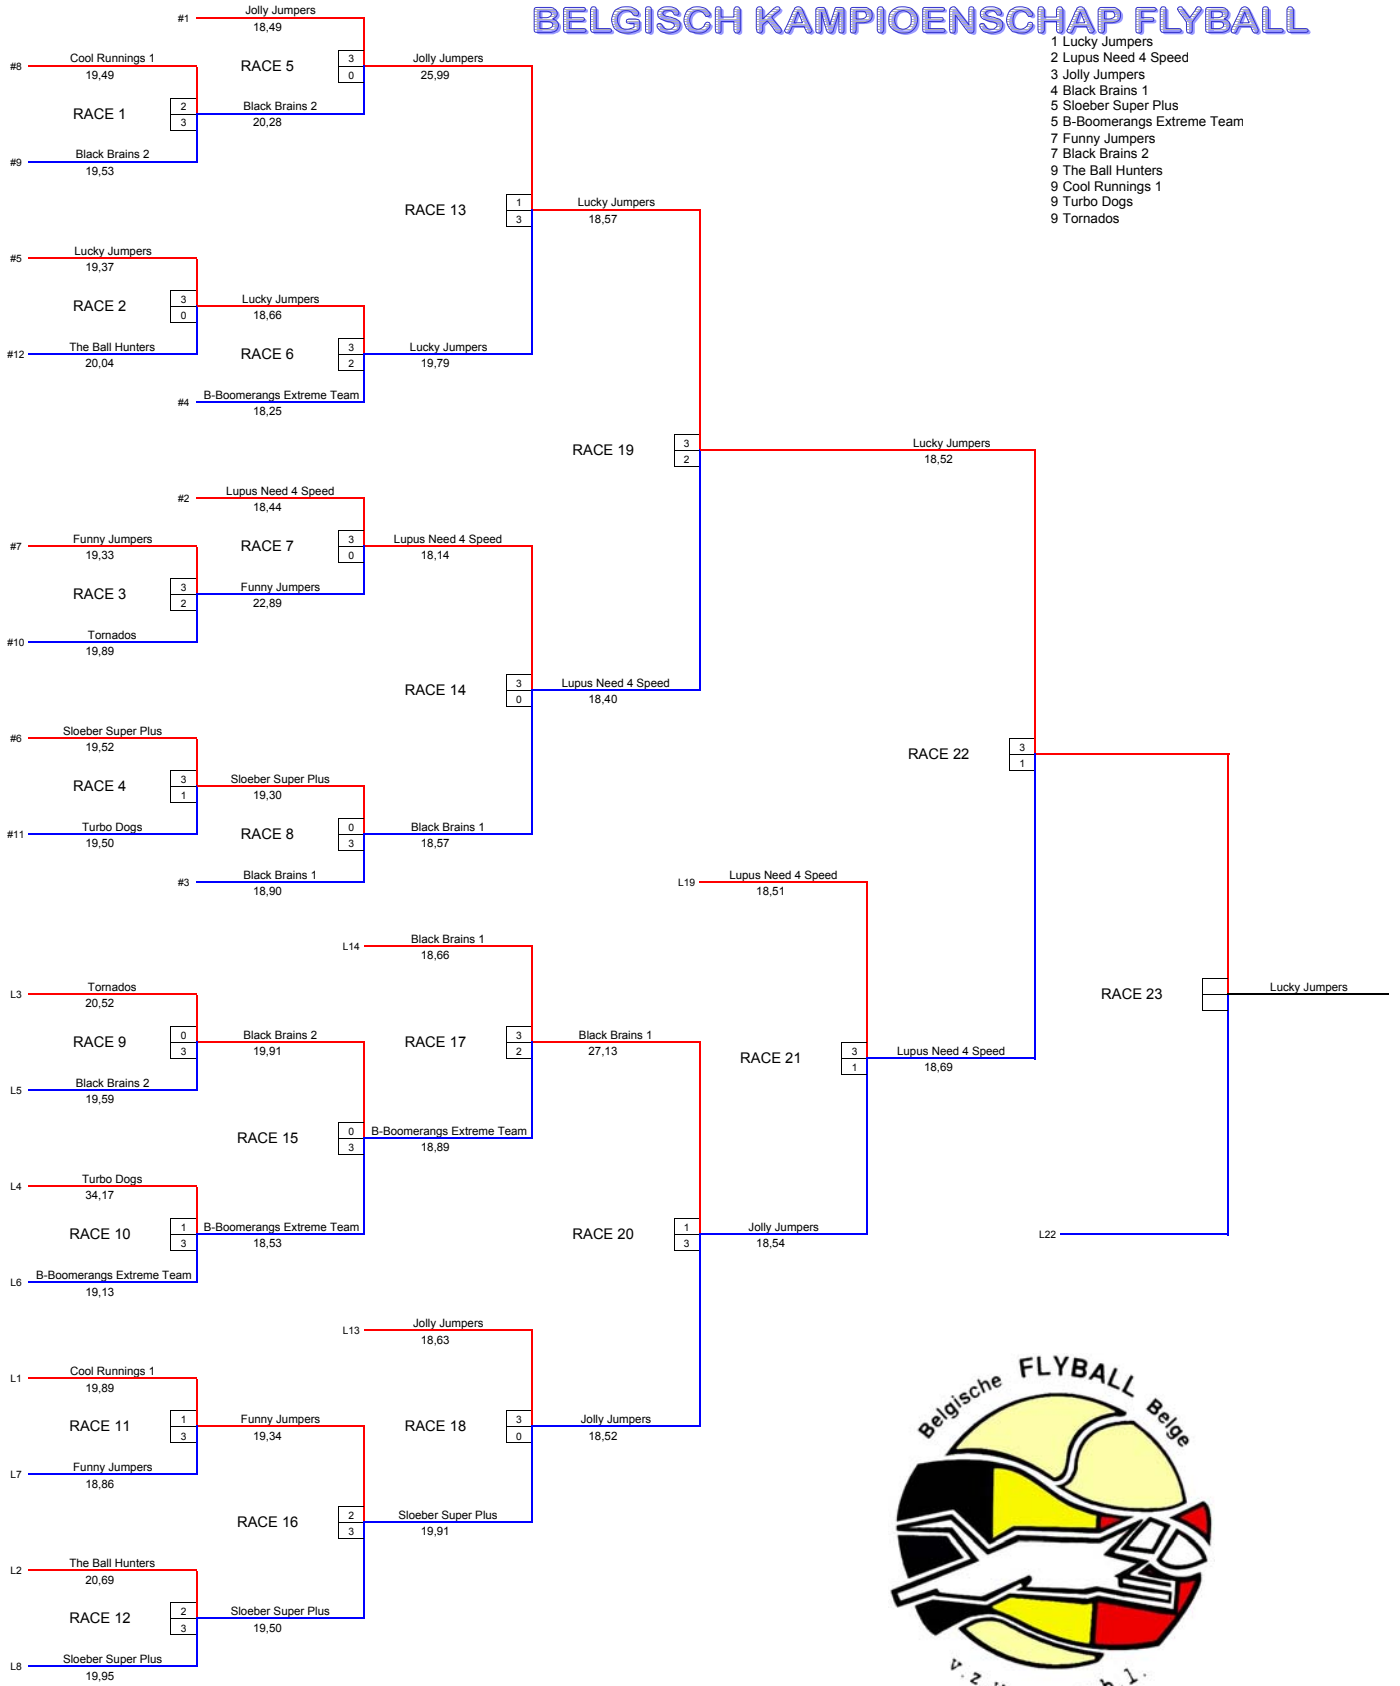 BELGISCH KAMPIOENSCHAP FLYBALL
1 Lucky Jumpers
2 Lupus Need 4 Speed
3 Jolly Jumpers
4 Black Brains 1
5 Sloeber Super Plus
5 B-Boomerangs Extreme Team
7 Funny Jumpers
7 Black Brains 2
9 The Ball Hunters
9 Cool Runnings 1
9 Turbo Dogs
9 Tornados
#1 Jolly Jumpers
18,49
#8 Cool Runnings 1
19,49
RACE 5 3 0
Jolly Jumpers
25,99
RACE 1 2 3
Black Brains 2
20,28
#9 Black Brains 2
19,53
RACE 13 1 3
Lucky Jumpers
18,57
#5 Lucky Jumpers
19,37
RACE 2 3 0
Lucky Jumpers
18,66
#12 The Ball Hunters
20,04
RACE 6 3 2
Lucky Jumpers
19,79
#4 B-Boomerangs Extreme Team
18,25
RACE 19 3 2
Lucky Jumpers
18,52
#2 Lupus Need 4 Speed
18,44
#7 Funny Jumpers
19,33
RACE 7 3 0
Lupus Need 4 Speed
18,14
RACE 3 3 2
Funny Jumpers
22,89
#10 Tornados
19,89
RACE 14 3 0
Lupus Need 4 Speed
18,40
#6 Sloeber Super Plus
19,52
RACE 22 3 1
RACE 4 3 1
Sloeber Super Plus
19,30
#11 Turbo Dogs
19,50
RACE 8 0 3
Black Brains 1
18,57
#3 Black Brains 1
18,90
L19 Lupus Need 4 Speed
18,51
L14 Black Brains 1
18,66
L3 Tornados
20,52
RACE 23
Lucky Jumpers
RACE 9 0 3
Black Brains 2
19,91
RACE 17 3 2
Black Brains 1
27,13
RACE 21 3 1
Lupus Need 4 Speed
18,69
L5 Black Brains 2
19,59
RACE 15 0 3
B-Boomerangs Extreme Team
18,89
L4 Turbo Dogs
34,17
RACE 10 1 3
B-Boomerangs Extreme Team
18,53
RACE 20 1 3
Jolly Jumpers
18,54
L22
L6 B-Boomerangs Extreme Team
19,13
L13 Jolly Jumpers
18,63
L1 Cool Runnings 1
19,89
RACE 11 1 3
Funny Jumpers
19,34
RACE 18 3 0
Jolly Jumpers
18,52
L7 Funny Jumpers
18,86
RACE 16 2 3
Sloeber Super Plus
19,91
L2 The Ball Hunters
20,69
RACE 12 2 3
Sloeber Super Plus
19,50
L8 Sloeber Super Plus
19,95
Belgische FLYBALL Belge